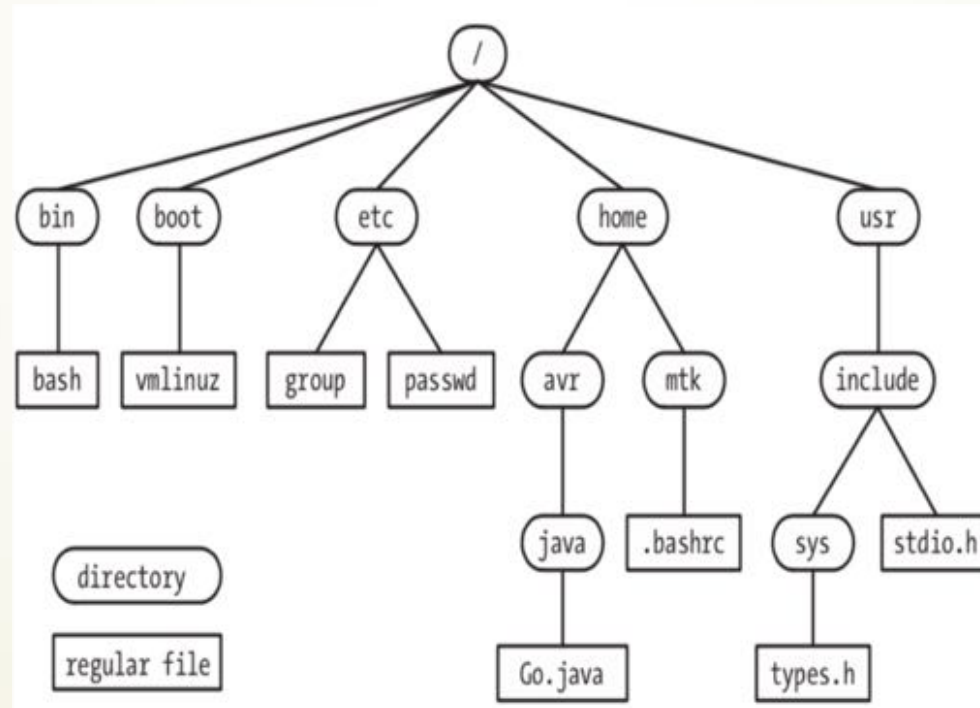 /
bin boot etc home usr
bash vmlinuz group passwd avr mtk include
java .bashrc sys stdio.h
directory
regular file Go.java types.h